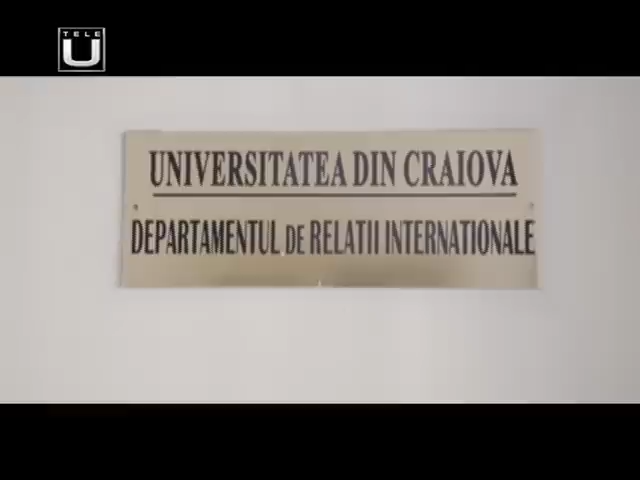 TELE
U
UNIVERSITATEA DIN CRAIOVA
DEPARTAMENTUL DE RELATII INTERNATIONALE